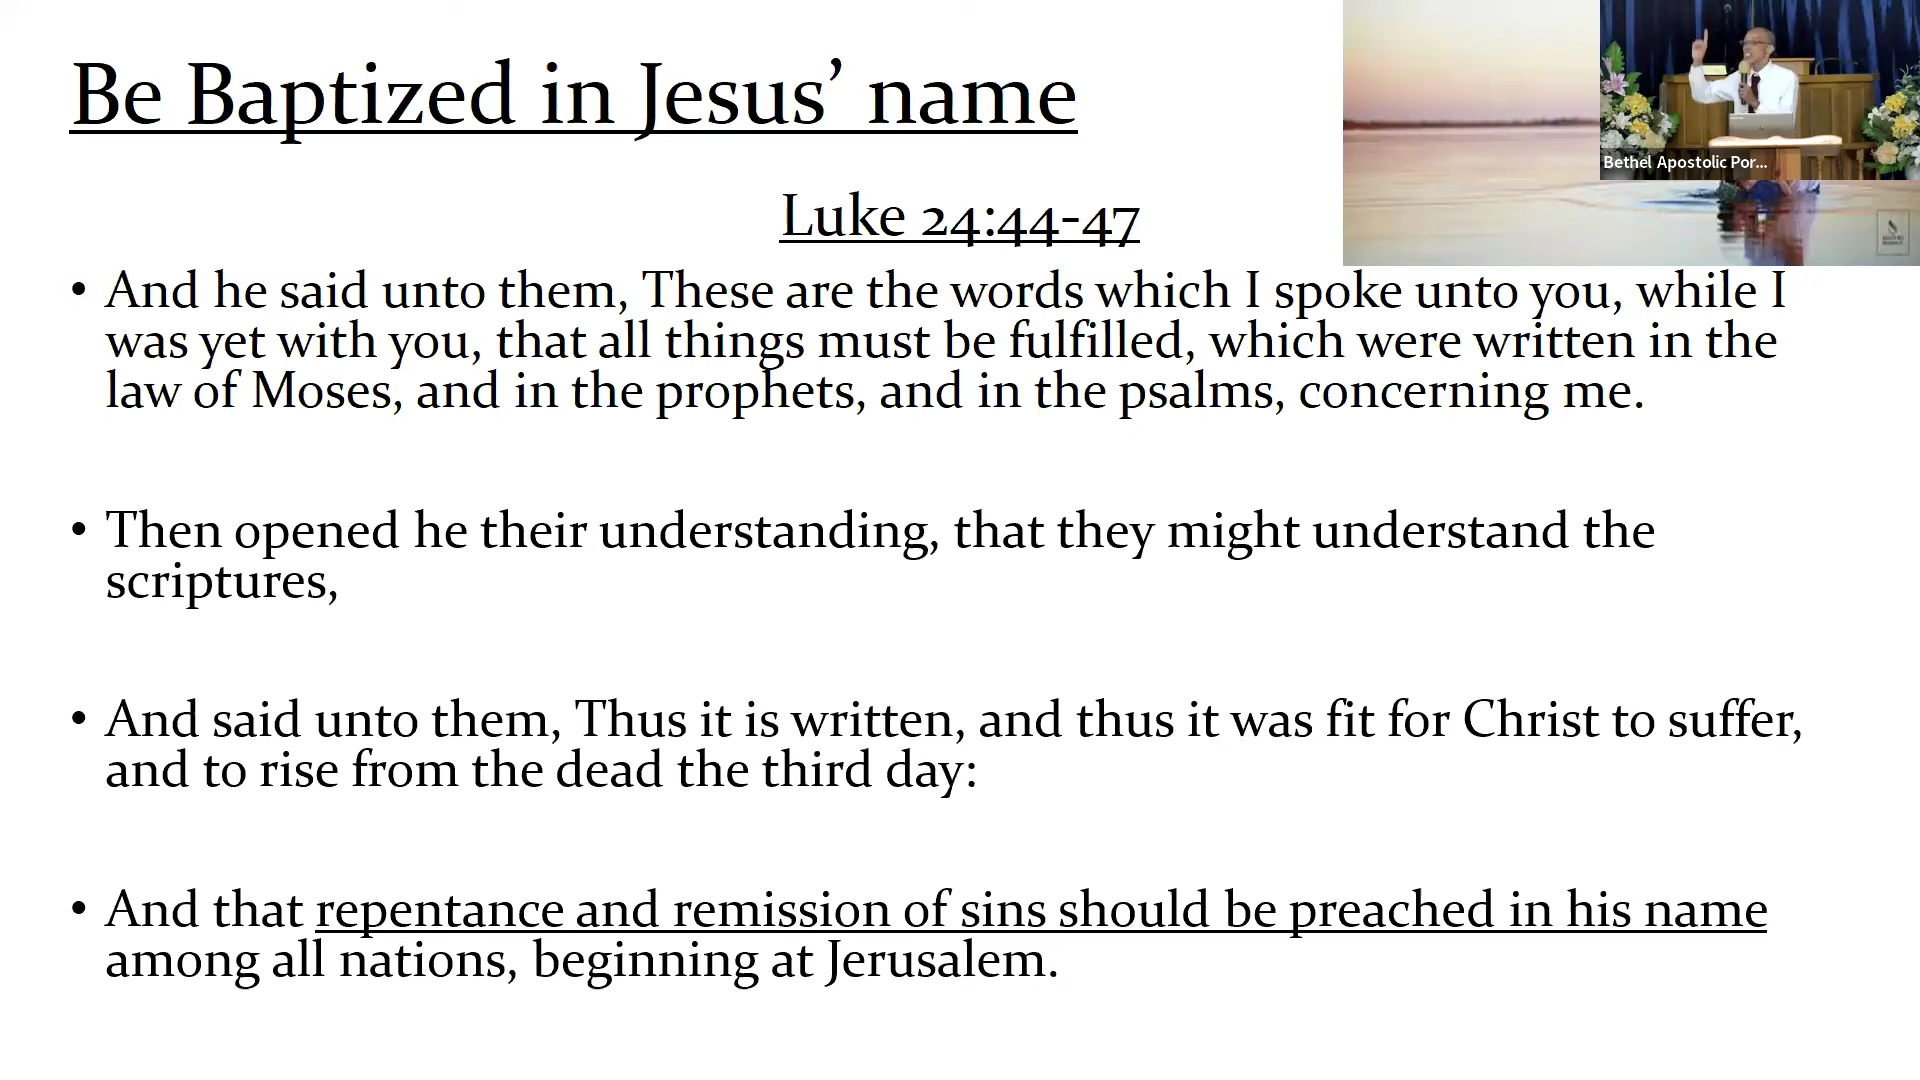 Be Baptized in Jesus’ name
Bethel Apostolic Por...
Luke 24:44-47
• And he said unto them, These are the words which I spoke unto you, while I
was yet with you, that all things must be fulfilled, which were written in the
law of Moses, and in the prophets, and in the psalms, concerning me.
• Then opened he their understanding, that they might understand the
scriptures,
• And said unto them, Thus it is written, and thus it was fit for Christ to suffer,
and to rise from the dead the third day:
• And that repentance and remission of sins should be preached in his name
among all nations, beginning at Jerusalem.